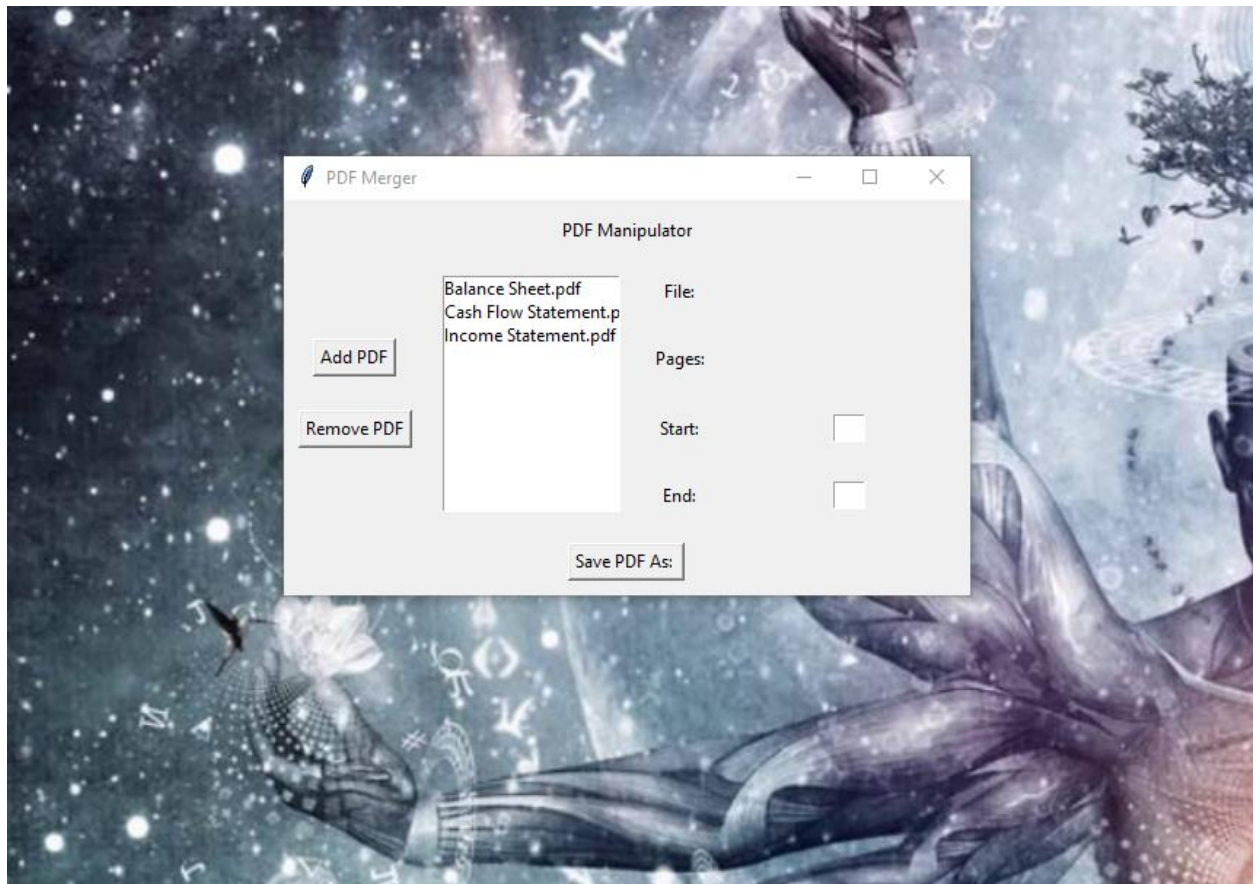 PDF Merger
PDF Manipulator
Balance Sheet.pdf
Cash Flow Statement.p
Income Statement.pdf
File:
Add PDF
Pages:
Remove PDF
Start:
End:
Save PDF As: